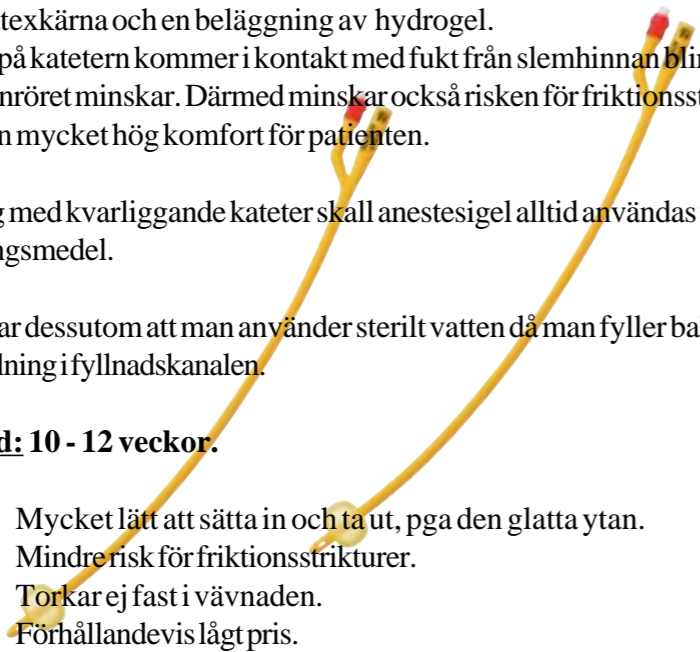 texkärna och en beläggning av hydrogel.
på katetern kommer i kontakt med fukt från slemhinnan
nröret minskar. Därmed minskar också risken för friktionsst
n mycket hög komfort för patienten.
g med kvarliggande kateter skall anestesigel alltid användas
ngsmedel.
ar dessutom att man använder sterilt vatten då man fyller ba
lning i fyllnadskanalen.
d: 10 - 12 veckor.
Mycket lätt att sätta in och ta ut, pga den glatta ytan.
Mindre risk för friktionsstrikturer.
Torkar ej fast i vävnaden.
Förhållandevis lågt pris.